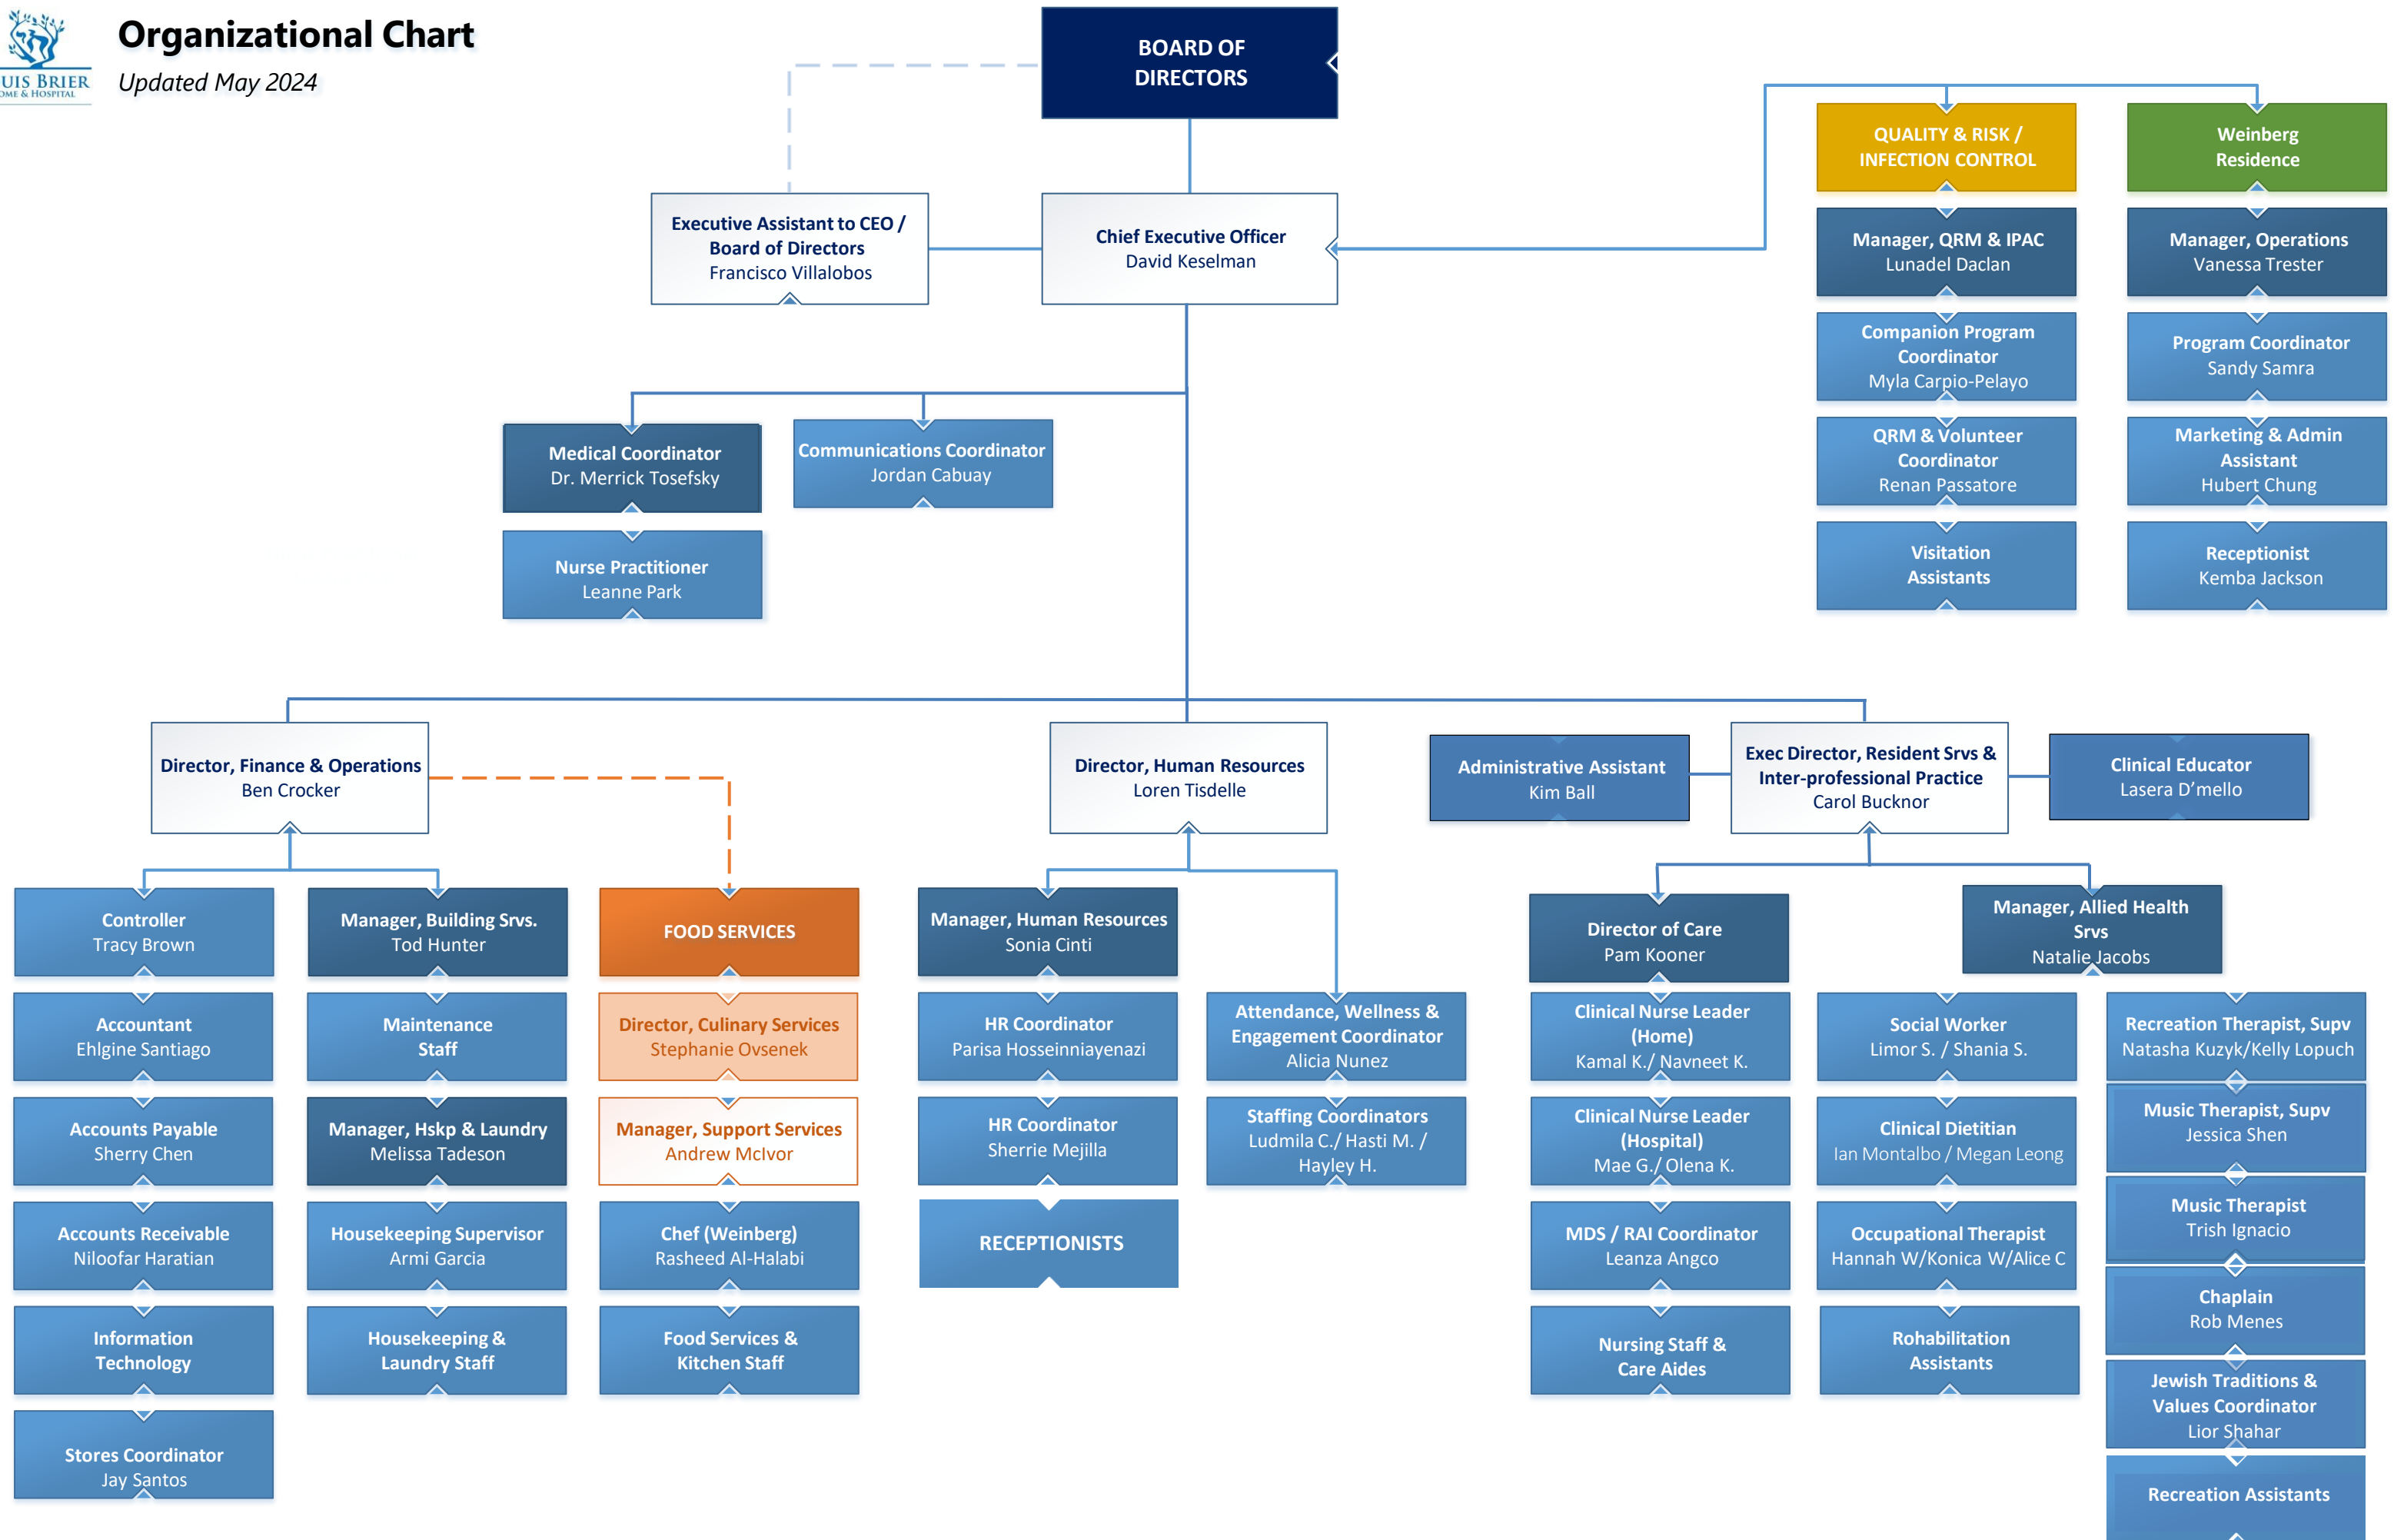 UIS BRIER
OME & HOSPITAL
Organizational Chart
Updated May 2024
BOARD OF
DIRECTORS
QUALITY & RISK /
INFECTION CONTROL
Weinberg
Residence
Executive Assistant to CEO /
Board of Directors
Francisco Villalobos
Chief Executive Officer
David Keselman
Manager, QRM & IPAC
Lunadel Daclan
Manager, Operations
Vanessa Trester
Companion Program
Coordinator
Myla Carpio-Pelayo
Program Coordinator
Sandy Samra
Medical Coordinator
Dr. Merrick Tosefsky
Communications Coordinator
Jordan Cabuay
QRM & Volunteer
Coordinator
Renan Passatore
Marketing & Admin
Assistant
Hubert Chung
Nurse Practitioner
Leanne Park
Visitation
Assistants
Receptionist
Kemba Jackson
Director, Finance & Operations
Ben Crocker
Director, Human Resources
Loren Tisdelle
Administrative Assistant
Kim Ball
Exec Director, Resident Srvs &
Inter-professional Practice
Carol Bucknor
Clinical Educator
Lasera D’mello
Controller
Tracy Brown
Accountant
Ehlgine Santiago
Accounts Payable
Sherry Chen
Accounts Receivable
Niloofar Haratian
Information
Technology
Stores Coordinator
Jay Santos
Manager, Building Srvs.
Tod Hunter
Maintenance
Staff
Manager, Hskp & Laundry
Melissa Tadeson
Housekeeping Supervisor
Armi Garcia
Housekeeping &
Laundry Staff
FOOD SERVICES
Director, Culinary Services
Stephanie Ovsenek
Manager, Support Services
Andrew McIvor
Chef (Weinberg)
Rasheed Al-Halabi
Food Services &
Kitchen Staff
Manager, Human Resources
Sonia Cinti
HR Coordinator
Parisa Hosseinniayenazi
HR Coordinator
Sherrie Mejilla
RECEPTIONISTS
Attendance, Wellness &
Engagement Coordinator
Alicia Nunez
Staffing Coordinators
Ludmila C./ Hasti M. /
Hayley H.
Director of Care
Pam Kooner
Clinical Nurse Leader
(Home)
Kamal K./ Navneet K.
Clinical Nurse Leader
(Hospital)
Mae G./ Olena K.
MDS / RAI Coordinator
Leanza Angco
Nursing Staff &
Care Aides
Manager, Allied Health
Srvs
Natalie Jacobs
Social Worker
Limor S. / Shania S.
Clinical Dietitian
Ian Montalbo / Megan Leong
Occupational Therapist
Hannah W/Konica W/Alice C
Rohabilitation
Assistants
Recreation Therapist, Supv
Natasha Kuzyk/Kelly Lopuch
Music Therapist, Supv
Jessica Shen
Music Therapist
Trish Ignacio
Chaplain
Rob Menes
Jewish Traditions &
Values Coordinator
Lior Shahar
Recreation Assistants